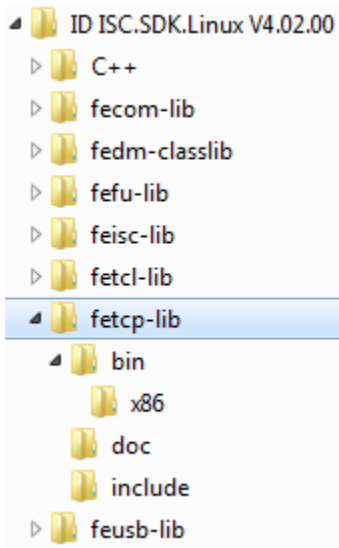 ID ISC.SDK.Linux V4.02.00
C++
fecom-lib
fedm-classlib
fefu-lib
feisc-lib
fetcl-lib
fetcp-lib
bin
x86
doc
include
feusb-lib